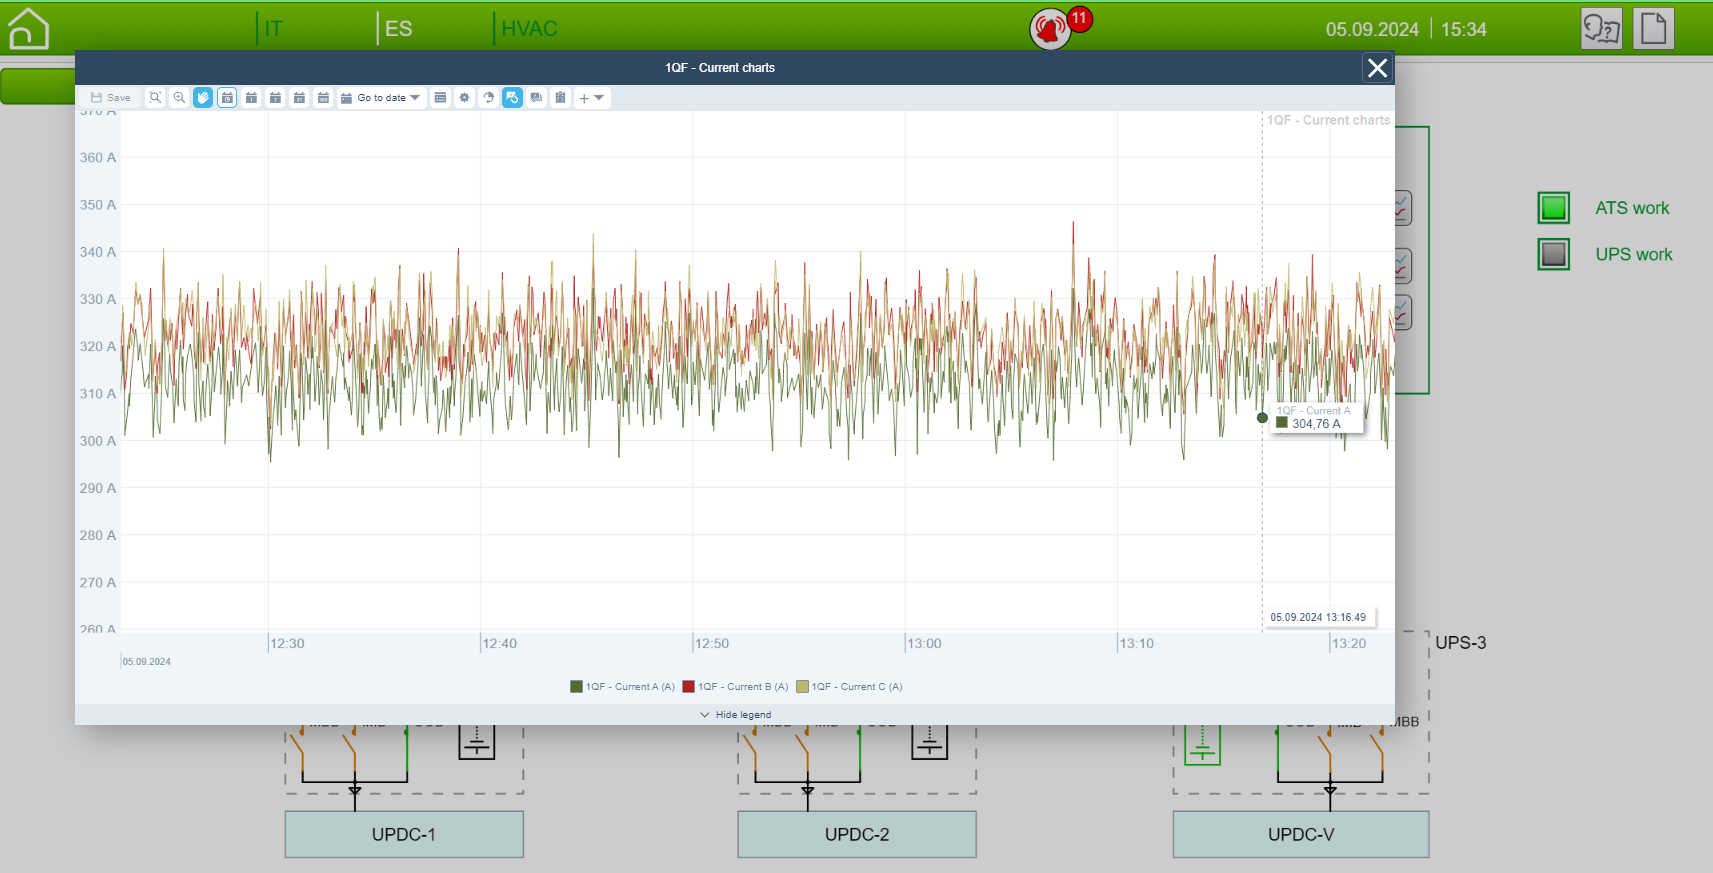 IT
ES
HVAC
11
05.09.2024
15:34
1QF - Current charts
Save
Go to date
1QF - Current charts
370 A
360 A
350 A
340 A
330 A
320 A
310 A
300 A
290 A
280 A
270 A
260 A
1QF - Current A
304,76 A
05.09.2024 13:16:49
12:30
12:40
12:50
13:00
13:10
13:20
05.09.2024
1QF - Current A (A)
1QF - Current B (A)
1QF - Current C (A)
Hide legend
ATS work
UPS work
UPS-3
MBB
UPDC-1
UPDC-2
UPDC-V